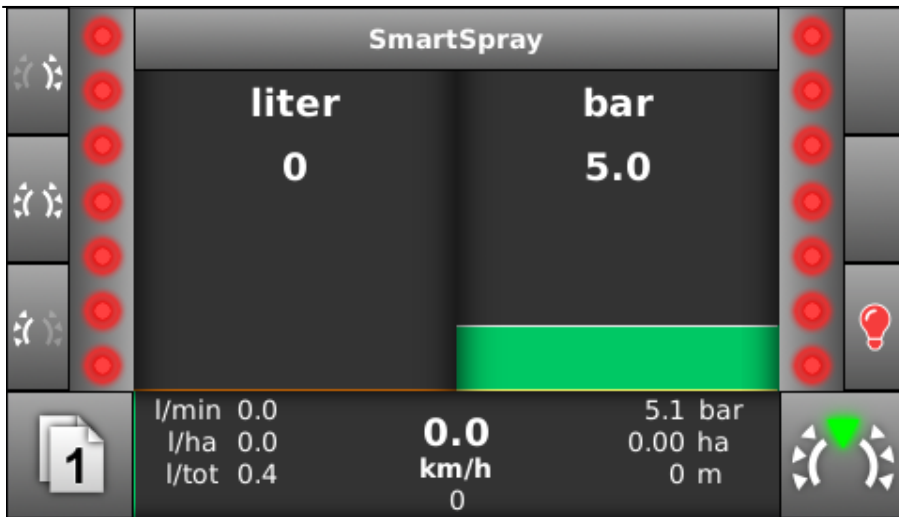 SmartSpray
liter bar
0 5.0
l/min 0.0
l/ha 0.0
l/tot 0.4
0.0
km/h
0
5.1 bar
0.00 ha
0 m
1